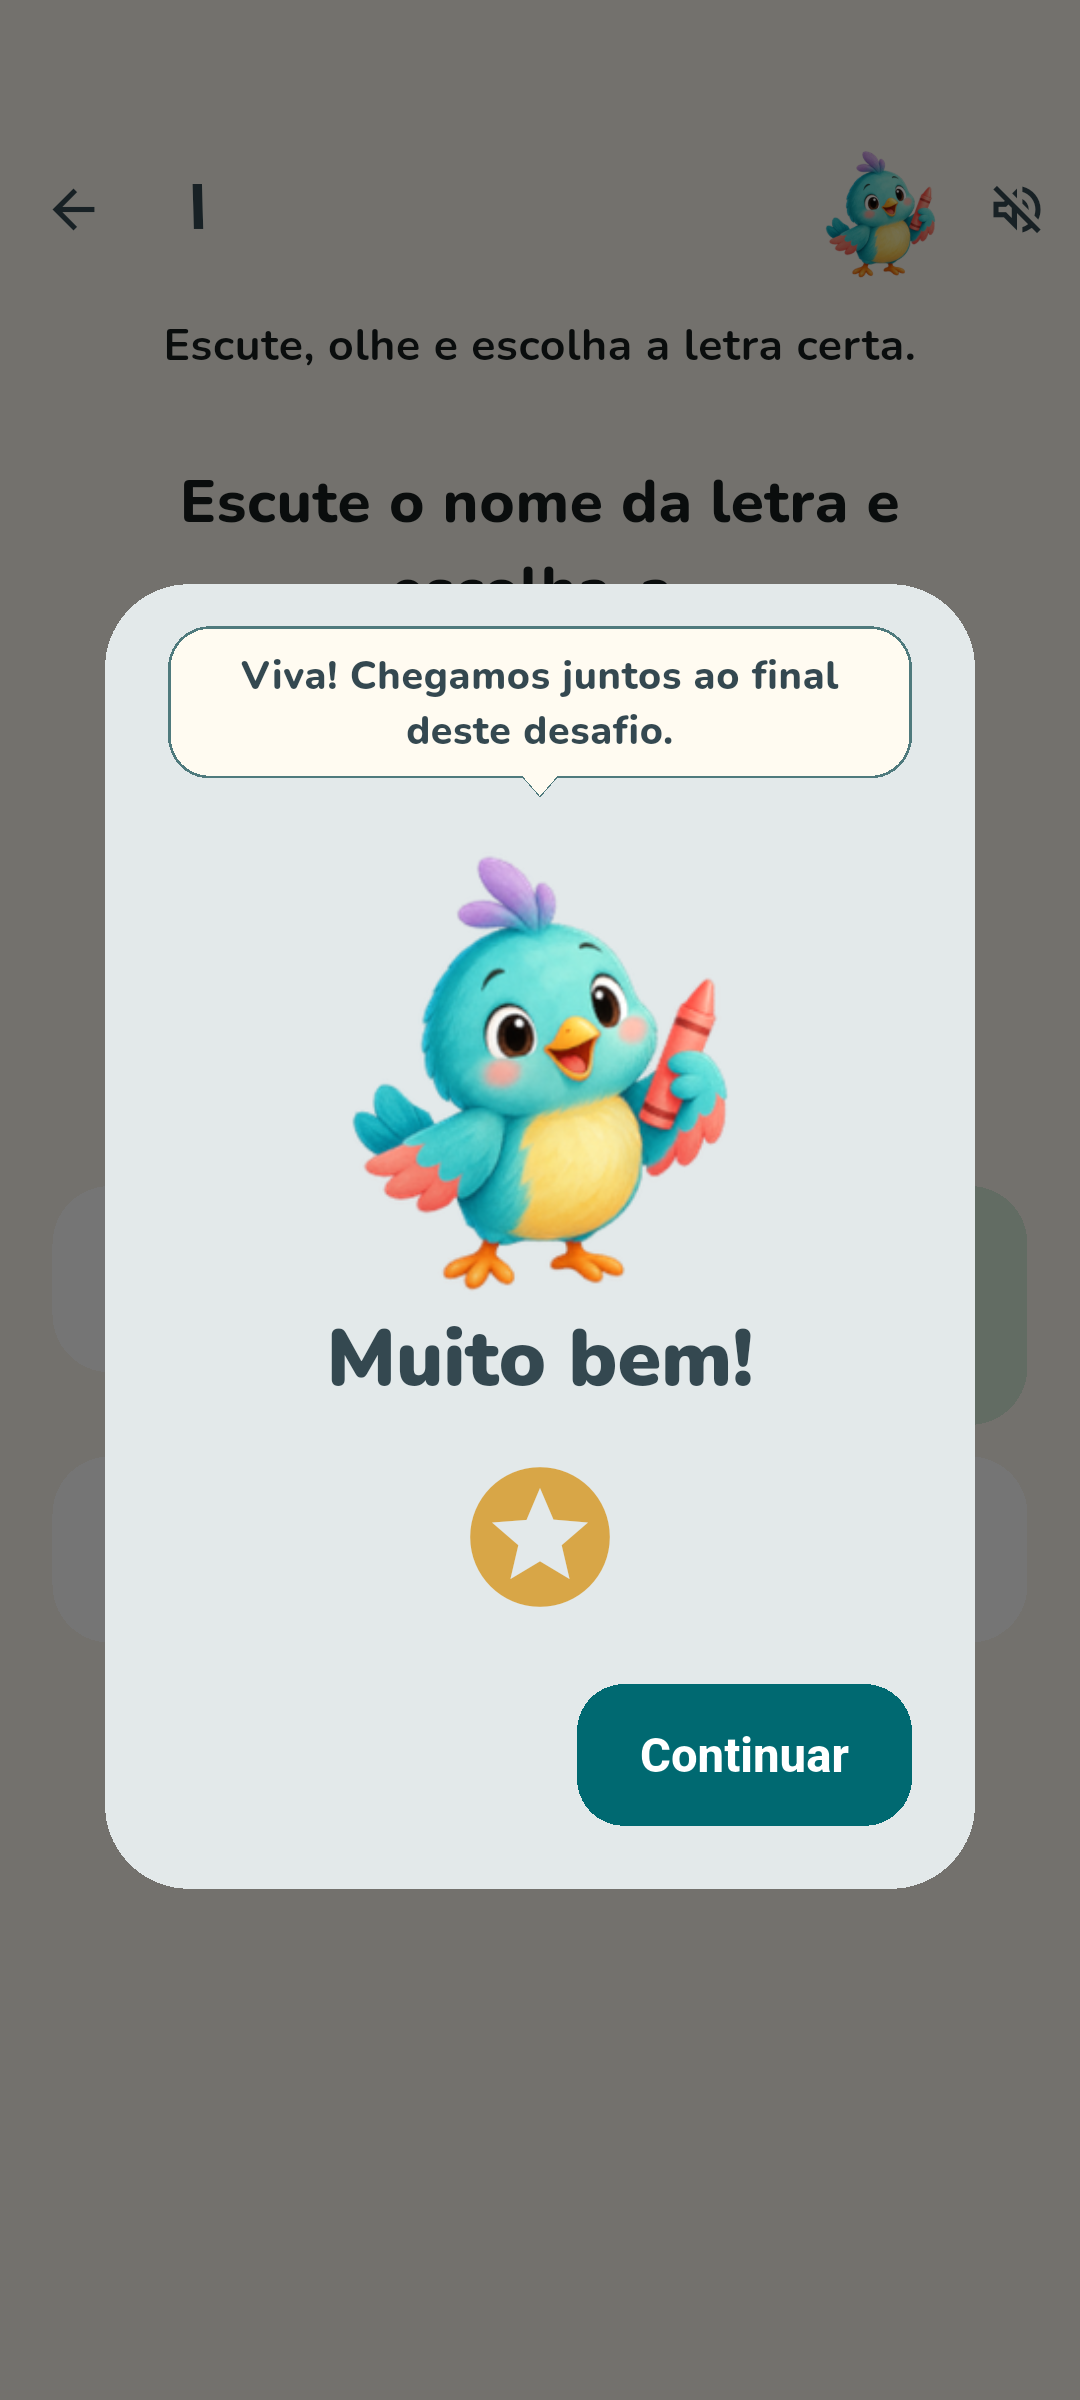 I
Escute, olhe e escolha a letra certa.
Escute o nome da letra e
escolha-a.
Viva! Chegamos juntos ao final
deste desafio.
Muito bem!
Continuar